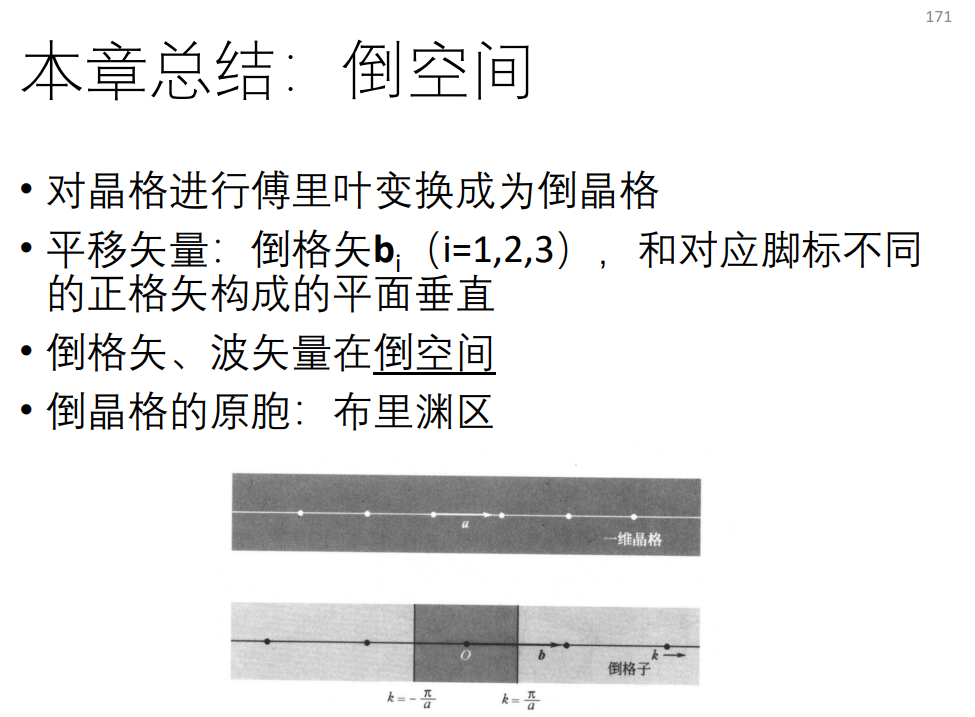 171
本章总结：倒空间
• 对晶格进行傅里叶变换成为倒晶格
• 平移矢量：倒格矢bi（i=1,2,3），和对应脚标不同
的正格矢构成的平面垂直
• 倒格矢、波矢量在倒空间
• 倒晶格的原胞：布里渊区
a
一维晶格
O
b
k
倒格子
k = - π/a
k = π/a